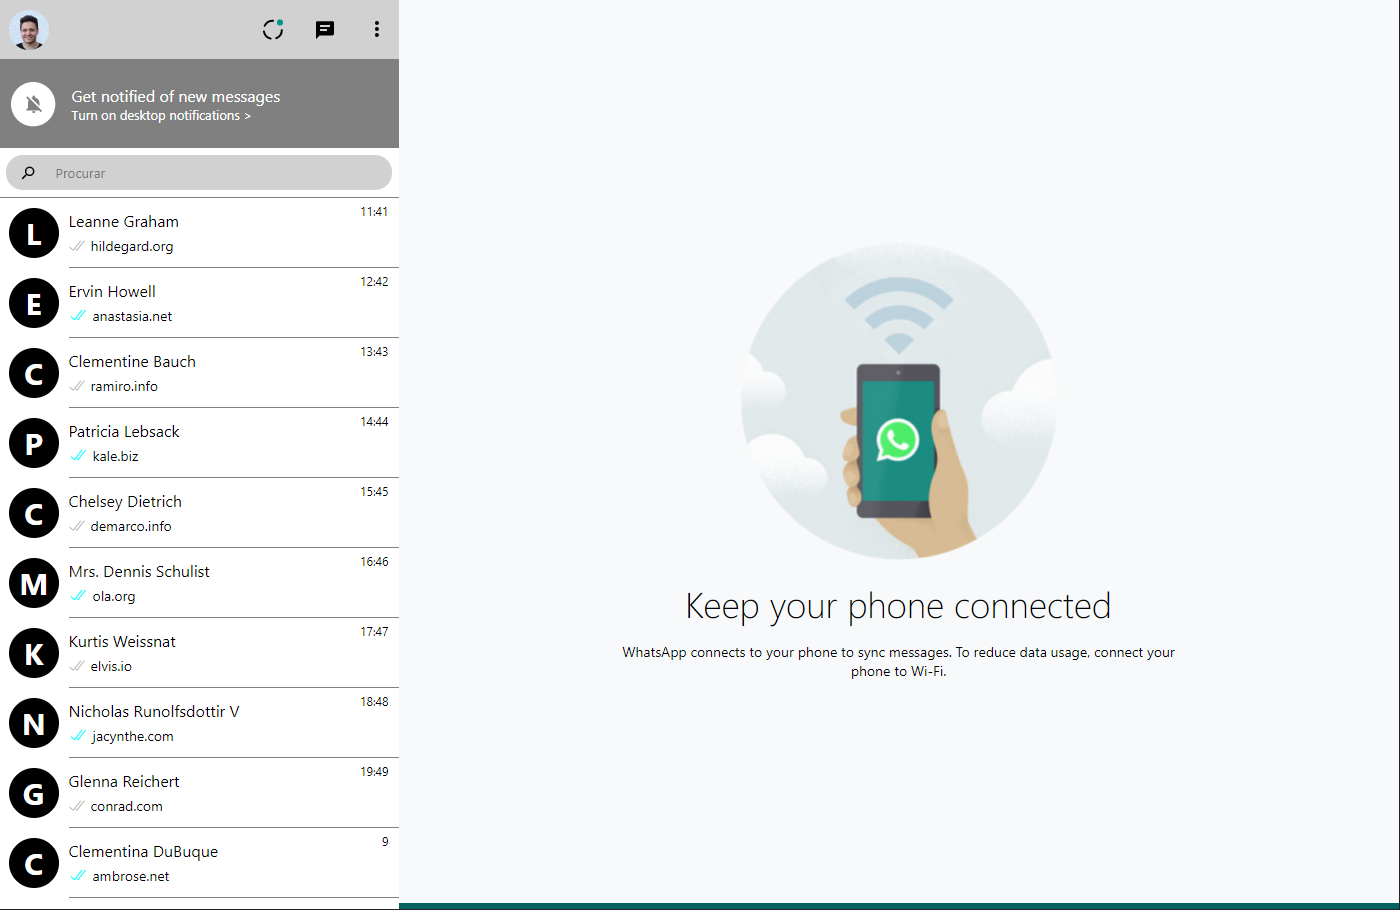 Get notified of new messages
Turn on desktop notifications >
Procurar
L
Leanne Graham
11:41
hildegard.org
E
Ervin Howell
12:42
anastasia.net
C
Clementine Bauch
13:43
ramiro.info
P
Patricia Lebsack
14:44
kale.biz
C
Chelsey Dietrich
15:45
demarco.info
M
Mrs. Dennis Schulist
16:46
ola.org
K
Kurtis Weissnat
17:47
elvis.io
N
Nicholas Runolfsdottir V
18:48
jacynthe.com
G
Glenna Reichert
19:49
conrad.com
C
Clementina DuBuque
9
ambrose.net
Keep your phone connected
WhatsApp connects to your phone to sync messages. To reduce data usage, connect your
phone to Wi-Fi.